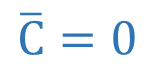 C̅ = 0